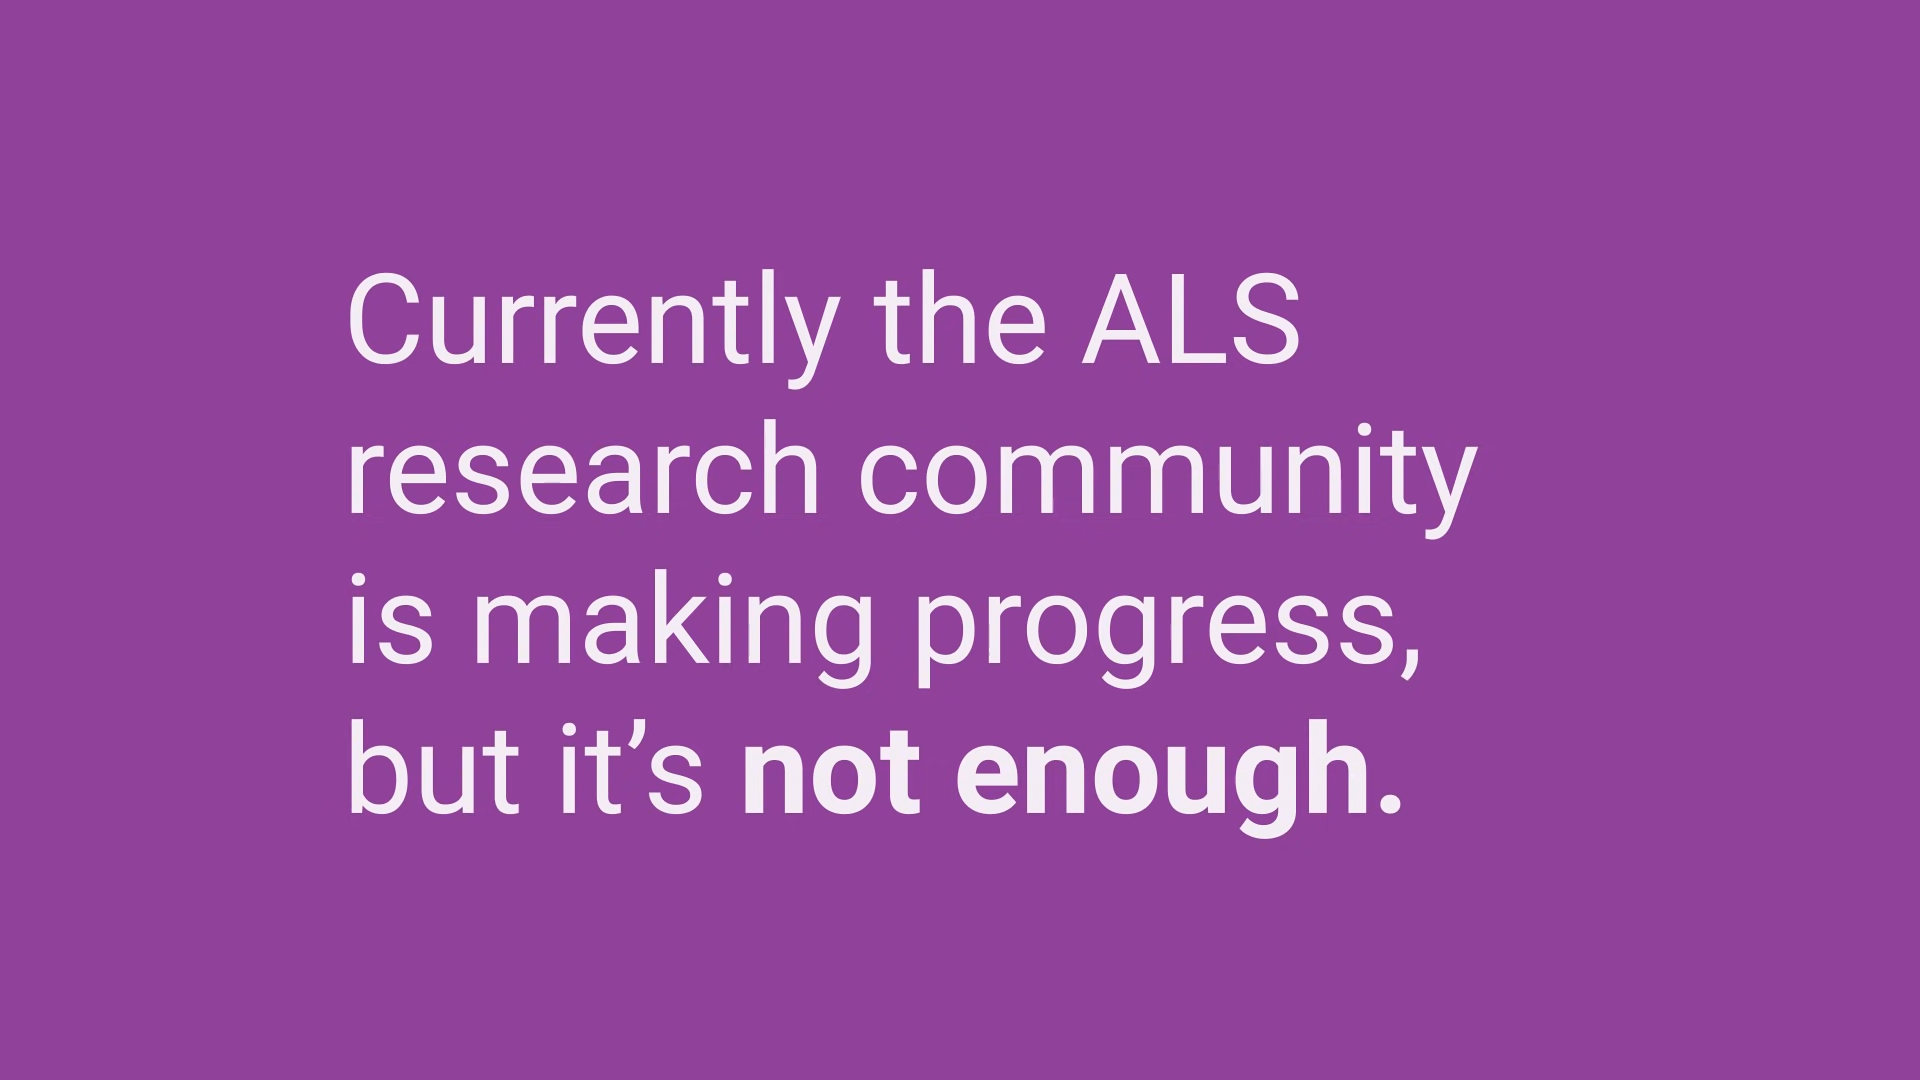 Currently the ALS
research community
is making progress,
but it’s not enough.